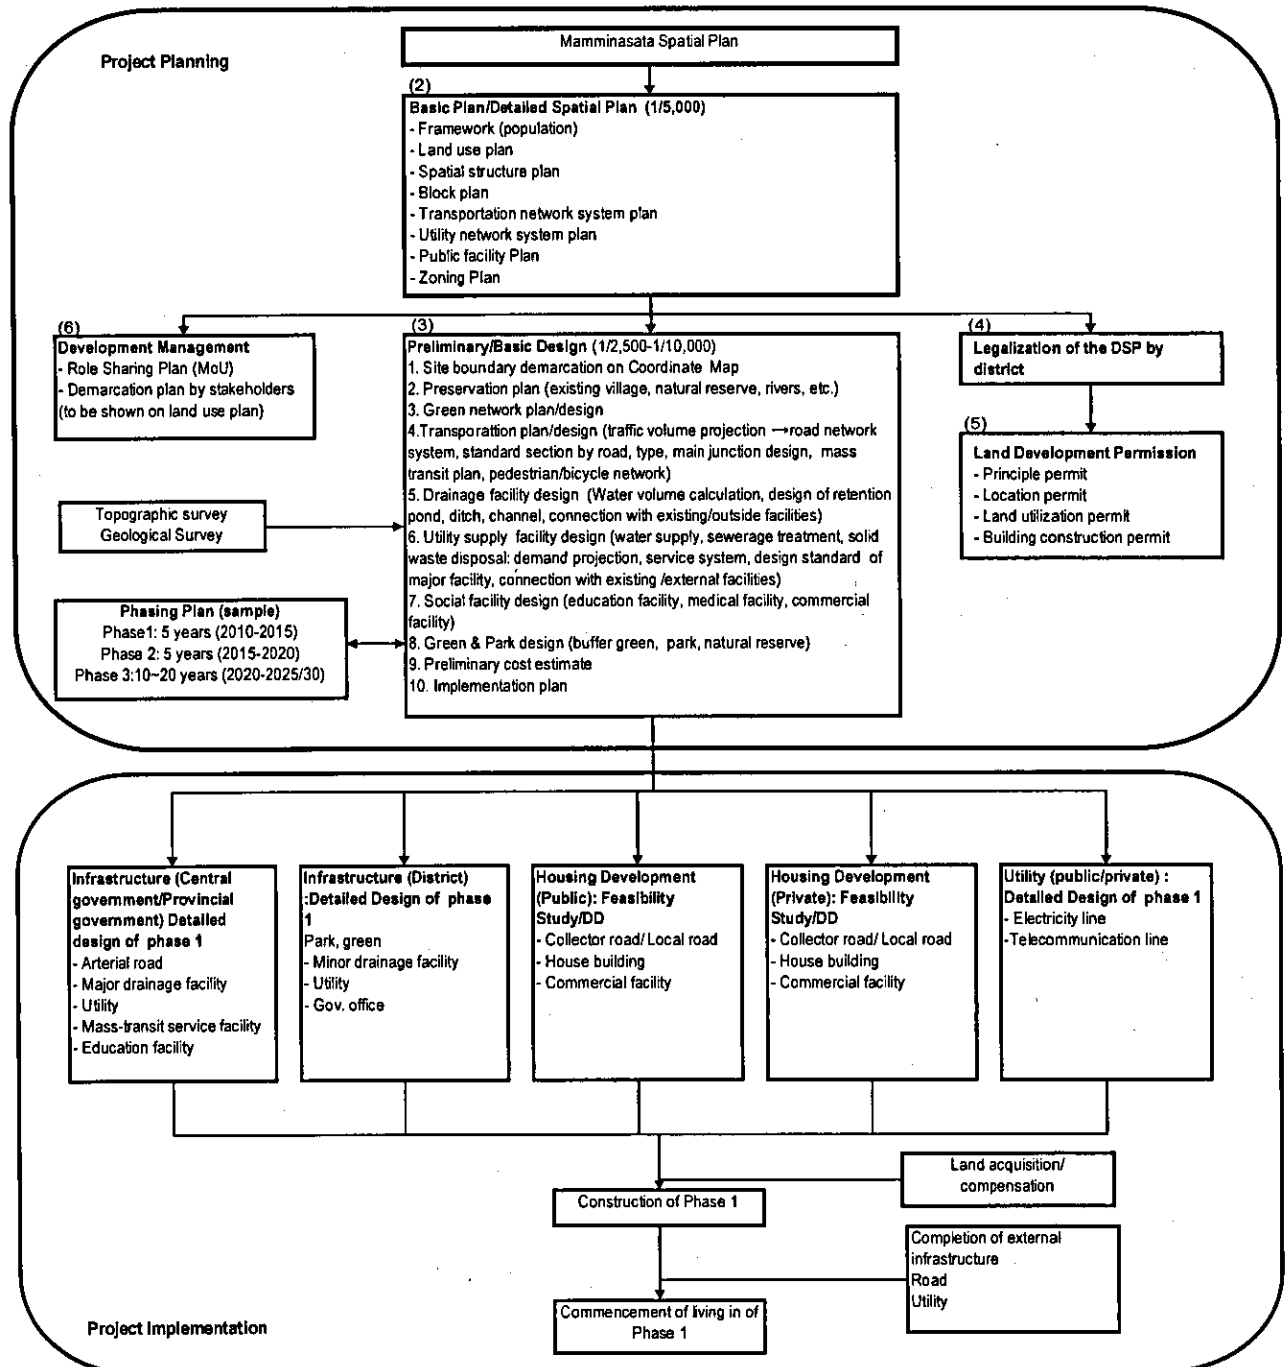 Project Planning
Mamminasata Spatial Plan
(2)
Basic Plan/Detailed Spatial Plan (1/5,000)
- Framework (population)
- Land use plan
- Spatial structure plan
- Block plan
- Transportation network system plan
- Utility network system plan
- Public facility Plan
- Zoning Plan
(6)
Development Management
- Role Sharing Plan (MoU)
- Demarcation plan by stakeholders
(to be shown on land use plan)
(3)
Preliminary/Basic Design (1/2,500-1/10,000)
1. Site boundary demarcation on Coordinate Map
2. Preservation plan (existing village, natural reserve, rivers, etc.)
3. Green network plan/design
4.Transporattion plan/design (traffic volume projection →road network
system, standard section by road, type, main junction design, mass
transit plan, pedestrian/bicycle network)
5. Drainage facility design (Water volume calculation, design of retention
pond, ditch, channel, connection with existing/outside facilities)
6. Utility supply facility design (water supply, sewerage treatment, solid
waste disposal: demand projection, service system, design standard of
major facility, connection with existing /external facilities)
7. Social facility design (education facility, medical facility, commercial
facility)
8. Green & Park design (buffer green, park, natural reserve)
9. Preliminary cost estimate
10. Implementation plan
(4)
Legalization of the DSP by
district
(5)
Land Development Permission
- Principle permit
- Location permit
- Land utilization permit
- Building construction permit
Topographic survey
Geological Survey
Phasing Plan (sample)
Phase1: 5 years (2010-2015)
Phase 2: 5 years (2015-2020)
Phase 3:10~20 years (2020-2025/30)
Infrastructure (Central
government/Provincial
government) Detailed
design of phase 1
- Arterial road
- Major drainage facility
- Utility
- Mass-transit service facility
- Education facility
Infrastructure (District)
:Detailed Design of phase
1
Park, green
- Minor drainage facility
- Utility
- Gov. office
Housing Development
(Public): Feasibility
Study/DD
- Collector road/ Local road
- House building
- Commercial facility
Housing Development
(Private): Feasibility
Study/DD
- Collector road/ Local road
- House building
- Commercial facility
Utility (public/private) :
Detailed Design of phase 1
- Electricity line
-Telecommunication line
Land acquisition/
compensation
Construction of Phase 1
Completion of external
infrastructure
Road
Utility
Commencement of living in of
Phase 1
Project Implementation